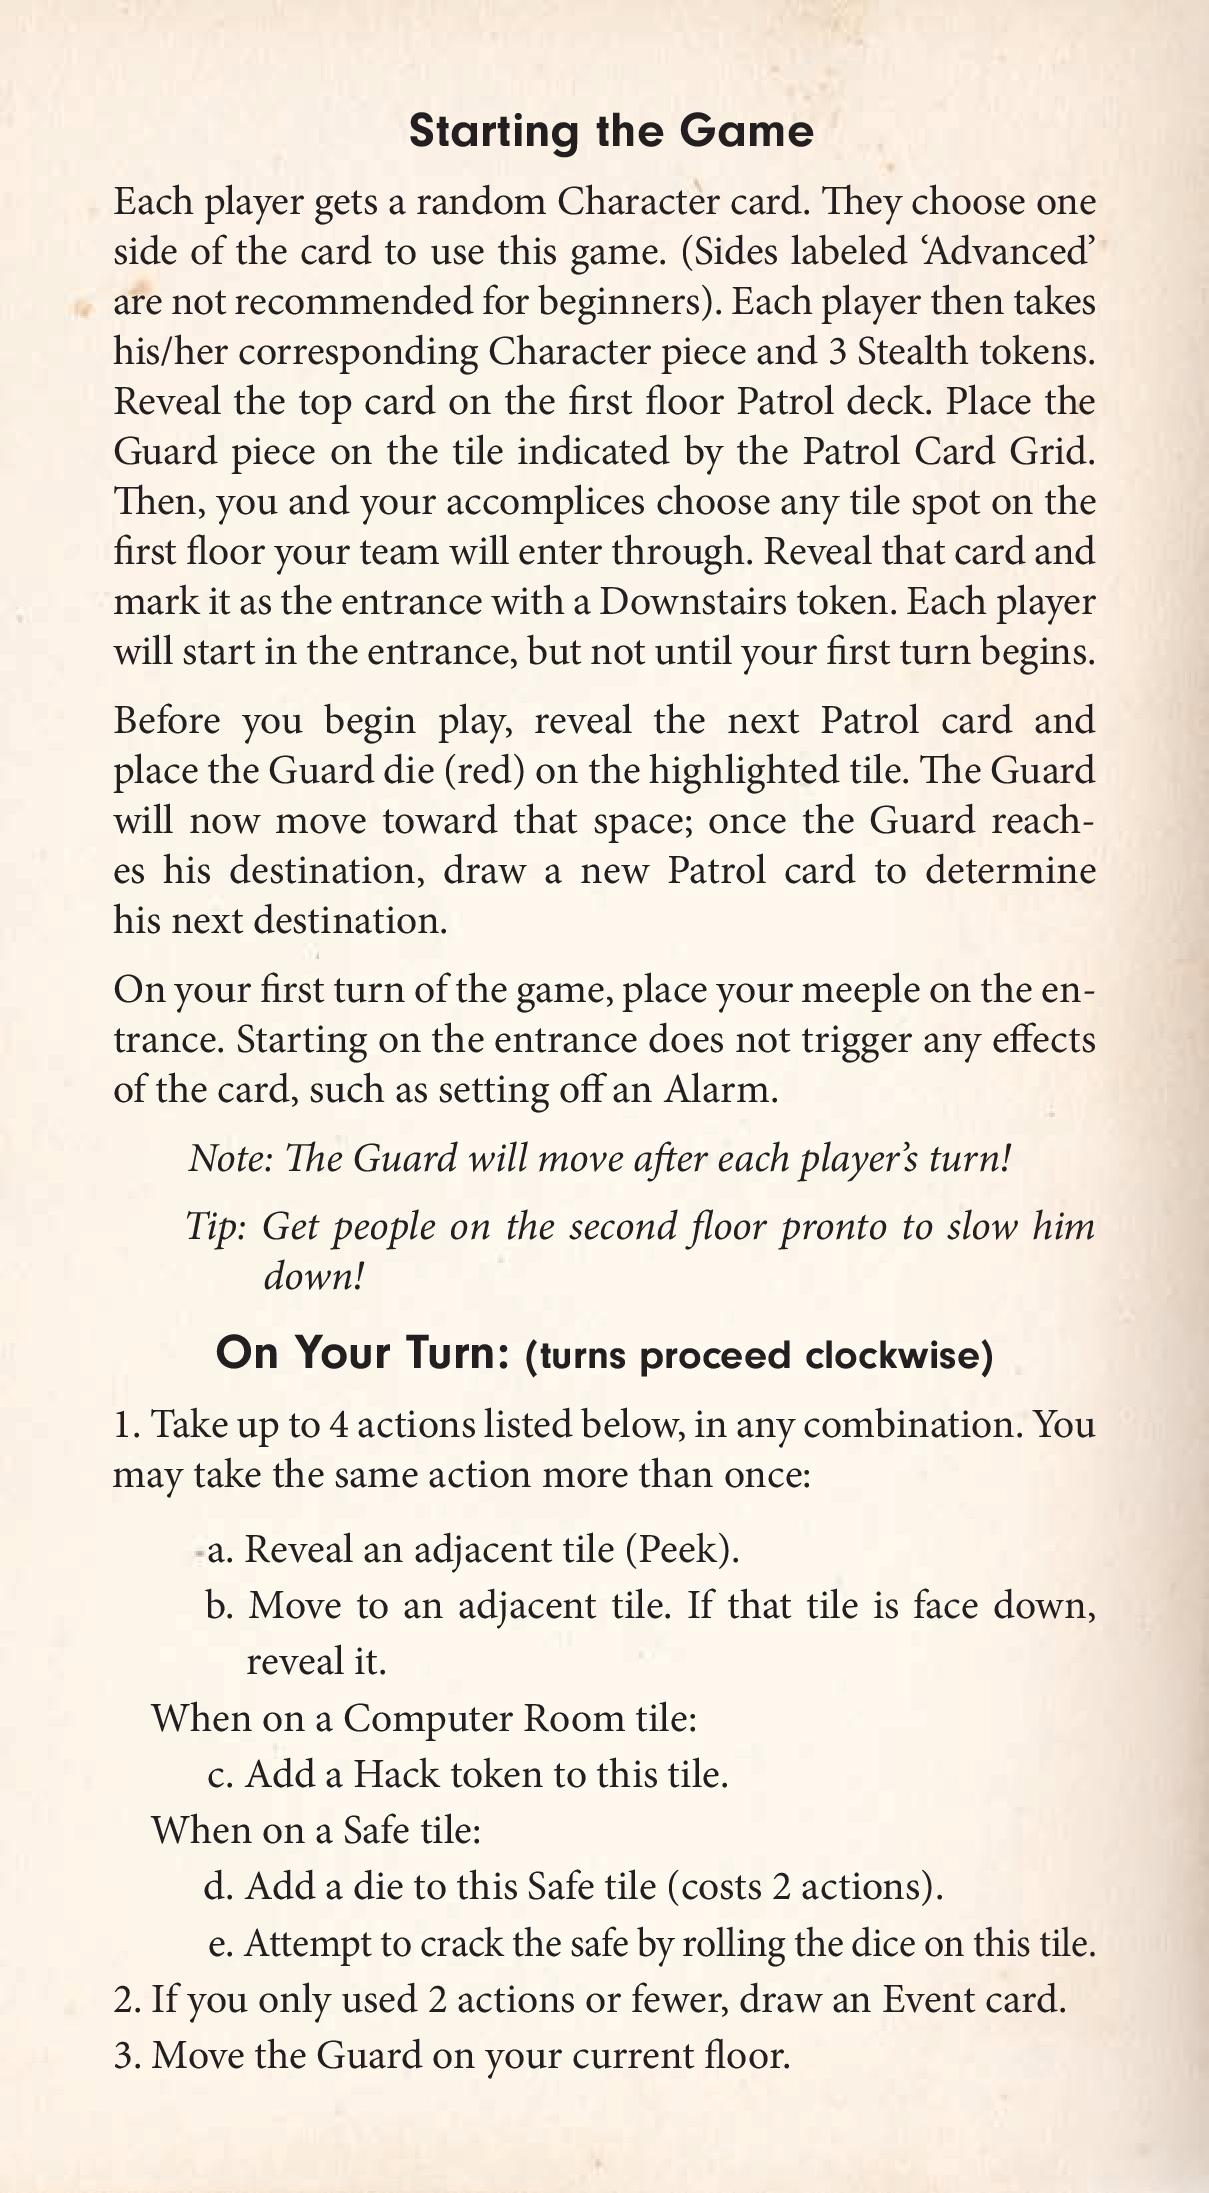 Starting the Game
Each player gets a random Character card. They choose one
side of the card to use this game. (Sides labeled ‘Advanced’
are not recommended for beginners). Each player then takes
his/her corresponding Character piece and 3 Stealth tokens.
Reveal the top card on the first floor Patrol deck. Place the
Guard piece on the tile indicated by the Patrol Card Grid.
Then, you and your accomplices choose any tile spot on the
first floor your team will enter through. Reveal that card and
mark it as the entrance with a Downstairs token. Each player
will start in the entrance, but not until your first turn begins.
Before you begin play, reveal the next Patrol card and
place the Guard die (red) on the highlighted tile. The Guard
will now move toward that space; once the Guard reach-
es his destination, draw a new Patrol card to determine
his next destination.
On your first turn of the game, place your meeple on the en-
trance. Starting on the entrance does not trigger any effects
of the card, such as setting off an Alarm.
Note: The Guard will move after each player’s turn!
Tip: Get people on the second floor pronto to slow him
down!
On Your Turn: (turns proceed clockwise)
1. Take up to 4 actions listed below, in any combination. You
may take the same action more than once:
a. Reveal an adjacent tile (Peek).
b. Move to an adjacent tile. If that tile is face down,
reveal it.
When on a Computer Room tile:
c. Add a Hack token to this tile.
When on a Safe tile:
d. Add a die to this Safe tile (costs 2 actions).
e. Attempt to crack the safe by rolling the dice on this tile.
2. If you only used 2 actions or fewer, draw an Event card.
3. Move the Guard on your current floor.